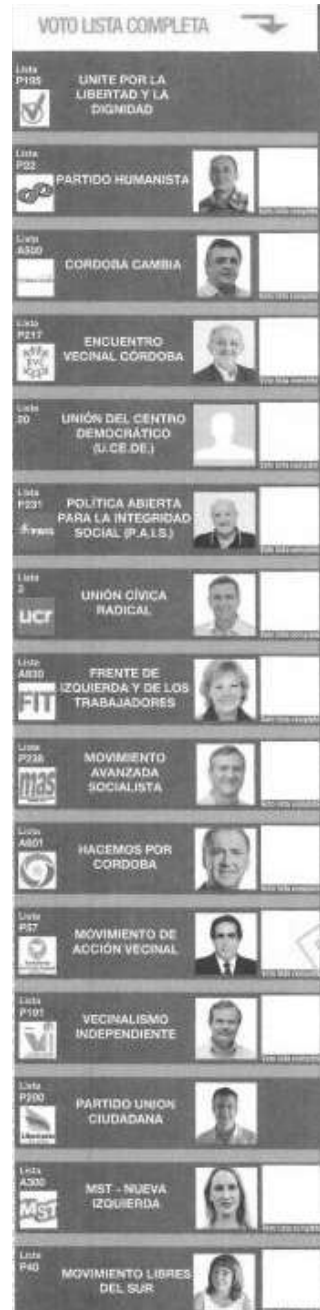 VOTO LISTA COMPLETA
Lista
P195
UNITE POR LA
LIBERTAD Y LA
DIGNIDAD
Lista
P22
PARTIDO HUMANISTA
Lista
A500
CORDOBA CAMBIA
Lista
P217
ENCUENTRO
VECINAL CÓRDOBA
Lista
20
UNIÓN DEL CENTRO
DEMOCRÁTICO
(U.CE.DE.)
Lista
P231
POLÍTICA ABIERTA
PARA LA INTEGRIDAD
SOCIAL (P.A.I.S.)
Lista
3
UCR
UNIÓN CÍVICA
RADICAL
Lista
A830
FIT
FRENTE DE
IZQUIERDA Y DE LOS
TRABAJADORES
Lista
P238
mas
MOVIMIENTO
AVANZADA
SOCIALISTA
Lista
A601
HACEMOS POR
CORDOBA
Lista
P57
MOVIMIENTO DE
ACCIÓN VECINAL
Lista
P101
Vi
VECINALISMO
INDEPENDIENTE
Lista
P200
PARTIDO UNION
CIUDADANA
Lista
A300
MST
MST - NUEVA
IZQUIERDA
Lista
P40
MOVIMIENTO LIBRES
DEL SUR